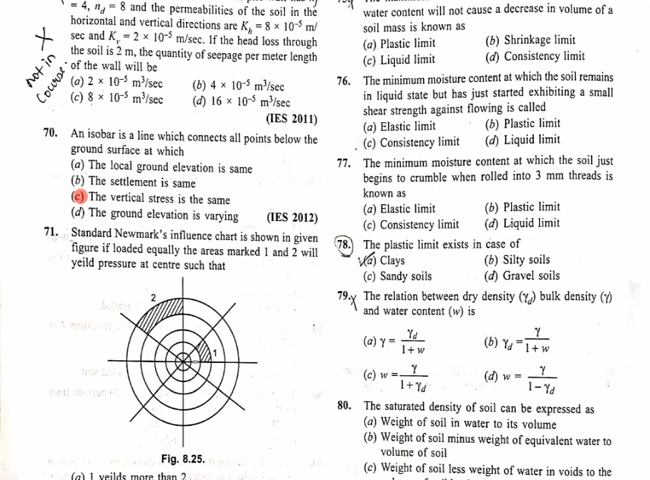 = 4, n_d = 8 and the permeabilities of the soil in the
horizontal and vertical directions are K_h = 8 × 10⁻⁵ m/
sec and K_v = 2 × 10⁻⁵ m/sec. If the head loss through
the soil is 2 m, the quantity of seepage per meter length
of the wall will be
(a) 2 × 10⁻⁵ m³/sec (b) 4 × 10⁻⁵ m³/sec
(c) 8 × 10⁻⁵ m³/sec (d) 16 × 10⁻⁵ m³/sec
(IES 2011)
not in
70. An isobar is a line which connects all points below the
ground surface at which
(a) The local ground elevation is same
(b) The settlement is same
(c) The vertical stress is the same
(d) The ground elevation is varying (IES 2012)
71. Standard Newmark's influence chart is shown in given
figure if loaded equally the areas marked 1 and 2 will
yeild pressure at centre such that
2
1
Fig. 8.25.
(a) 1 yeilds more than 2
water content will not cause a decrease in volume of a
soil mass is known as
(a) Plastic limit (b) Shrinkage limit
(c) Liquid limit (d) Consistency limit
76. The minimum moisture content at which the soil remains
in liquid state but has just started exhibiting a small
shear strength against flowing is called
(a) Elastic limit (b) Plastic limit
(c) Consistency limit (d) Liquid limit
77. The minimum moisture content at which the soil just
begins to crumble when rolled into 3 mm threads is
known as
(a) Elastic limit (b) Plastic limit
(c) Consistency limit (d) Liquid limit
78. The plastic limit exists in case of
(a) Clays (b) Silty soils
(c) Sandy soils (d) Gravel soils
79. The relation between dry density (γ_d) bulk density (γ)
and water content (w) is
(a) γ = γ_d / 1 + w (b) γ_d = γ / 1 + w
(c) w = γ / 1 + γ_d (d) w = γ / 1 − γ_d
80. The saturated density of soil can be expressed as
(a) Weight of soil in water to its volume
(b) Weight of soil minus weight of equivalent water to
volume of soil
(c) Weight of soil less weight of water in voids to the